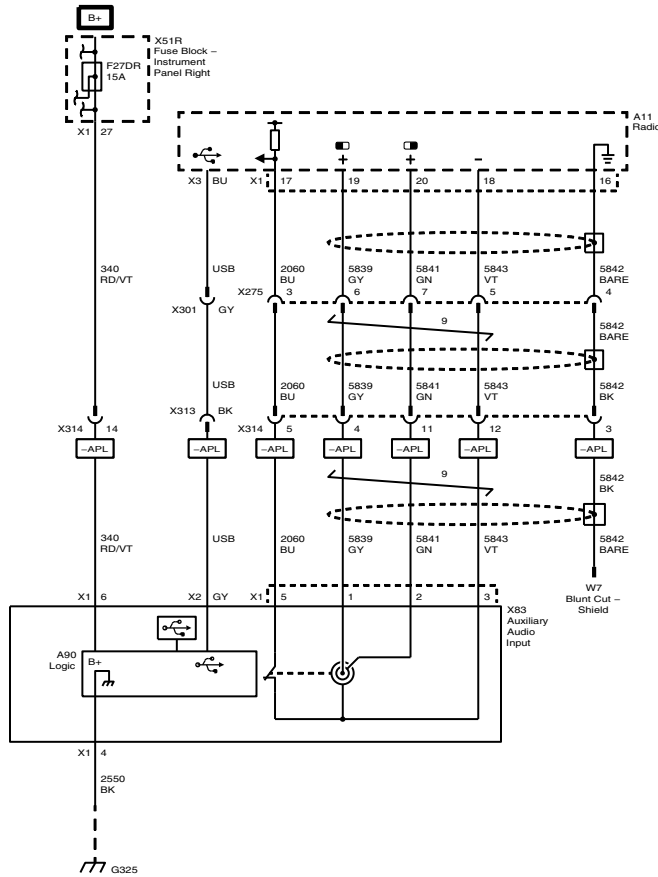 B+
X51R
Fuse Block –
Instrument
Panel Right
F27DR
15A
X1 27
A11
Radio
+ + –
X3 BU X1 17 19 20 18 16
340
RD/VT
USB
2060
BU
5839
GY
5841
GN
5843
VT
5842
BARE
X275 3 6 7 5 4
X301 GY
9
5842
BARE
USB
2060
BU
5839
GY
5841
GN
5843
VT
5842
BK
X313 BK
X314 14 X314 5 4 11 12 3
–APL –APL –APL –APL –APL –APL –APL
9
5842
BK
340
RD/VT
USB
2060
BU
5839
GY
5841
GN
5843
VT
5842
BARE
W7
Blunt Cut –
Shield
X1 6 X2 GY X1 5 1 2 3
X83
Auxiliary
Audio
Input
A90
Logic
B+
X1 4
2550
BK
G325